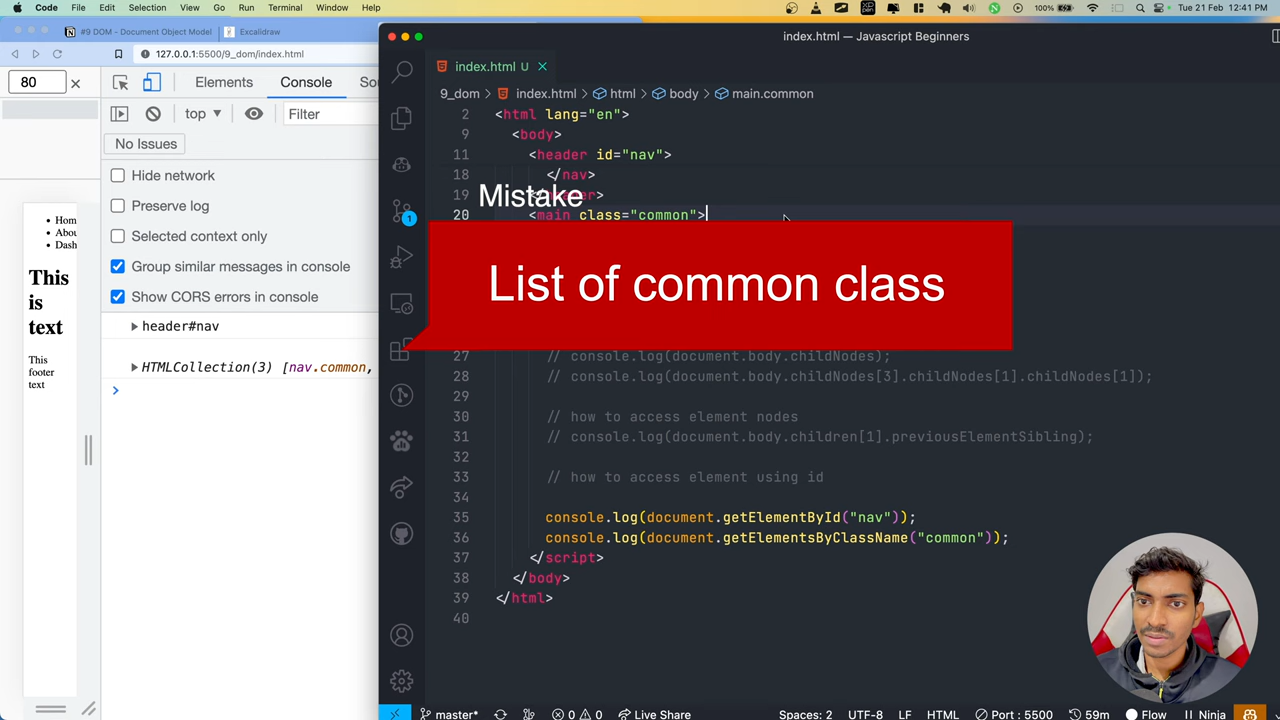 Code File Edit Selection View Go Run Terminal Window Help 100% Tue 21 Feb 12:41 PM
#9 DOM - Document Object Model Excalidraw
127.0.0.1:5500/9_dom/index.html
80
Elements Console So
top Filter
No Issues
Hide network
Preserve log
Selected context only
Group similar messages in console
Show CORS errors in console
header#nav
HTMLCollection(3) [nav.common,
Hom
Abou
Dash
This
is
text
This
footer
text
index.html — Javascript Beginners
index.html U
9_dom > index.html > html > body > main.common
2 <html lang="en">
9 <body>
11 <header id="nav">
18 </nav>
19 </header>
Mistake
20 <main class="common">
List of common class
27 // console.log(document.body.childNodes);
28 // console.log(document.body.childNodes[3].childNodes[1].childNodes[1]);
29
30 // how to access element nodes
31 // console.log(document.body.children[1].previousElementSibling);
32
33 // how to access element using id
34
35 console.log(document.getElementById("nav"));
36 console.log(document.getElementsByClassName("common"));
37 </script>
38 </body>
39 </html>
40
1
master* 0 0 Live Share Spaces: 2 UTF-8 LF HTML Port : 5500 59m Flow Ninja